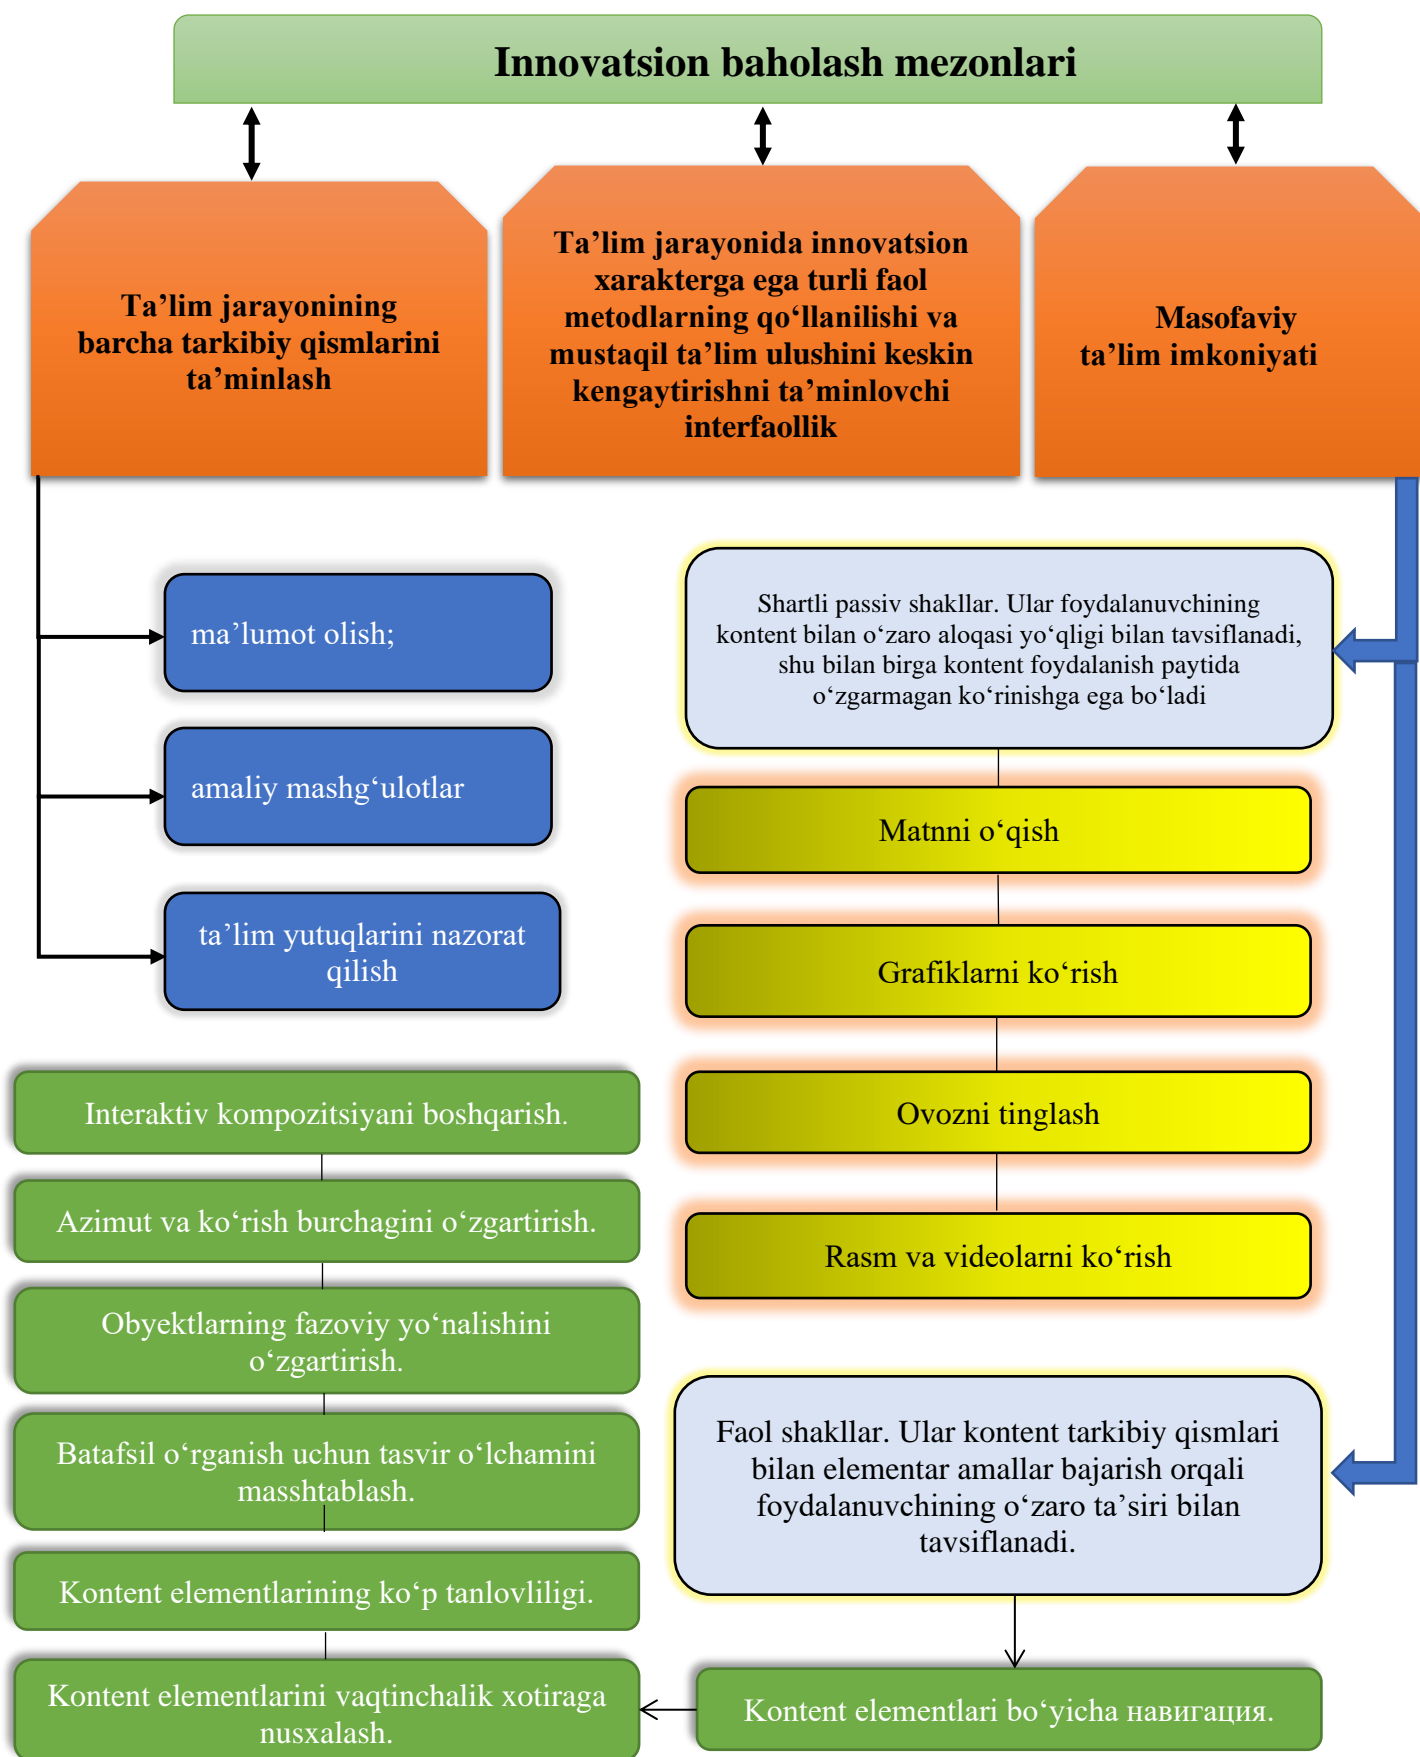 Innovatsion baholash mezonlari
Ta’lim jarayonining
barcha tarkibiy qismlarini
ta’minlash
Ta’lim jarayonida innovatsion
xarakterga ega turli faol
metodlarning qo‘llanilishi va
mustaqil ta’lim ulushini keskin
kengaytirishni ta’minlovchi
interfaollik
Masofaviy
ta’lim imkoniyati
ma’lumot olish;
amaliy mashg‘ulotlar
ta’lim yutuqlarini nazorat
qilish
Shartli passiv shakllar. Ular foydalanuvchining
kontent bilan o‘zaro aloqasi yo‘qligi bilan tavsiflanadi,
shu bilan birga kontent foydalanish paytida
o‘zgarmagan ko‘rinishga ega bo‘ladi
Matnni o‘qish
Grafiklarni ko‘rish
Ovozni tinglash
Rasm va videolarni ko‘rish
Faol shakllar. Ular kontent tarkibiy qismlari
bilan elementar amallar bajarish orqali
foydalanuvchining o‘zaro ta’siri bilan
tavsiflanadi.
Kontent elementlari bo‘yicha навигация.
Interaktiv kompozitsiyani boshqarish.
Azimut va ko‘rish burchagini o‘zgartirish.
Obyektlarning fazoviy yo‘nalishini
o‘zgartirish.
Batafsil o‘rganish uchun tasvir o‘lchamini
masshtablash.
Kontent elementlarining ko‘p tanlovliligi.
Kontent elementlarini vaqtinchalik xotiraga
nusxalash.